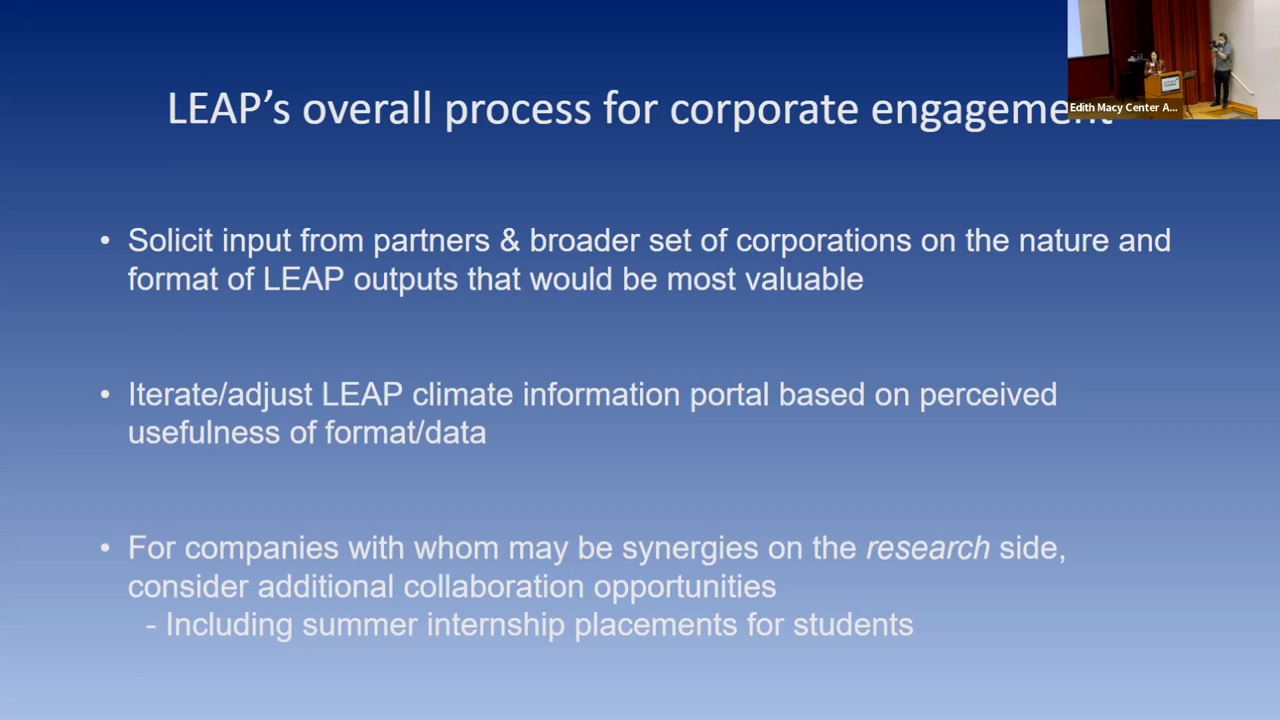 LEAP's overall process for corporate engagement
Edith Macy Center A...
• Solicit input from partners & broader set of corporations on the nature and
format of LEAP outputs that would be most valuable
• Iterate/adjust LEAP climate information portal based on perceived
usefulness of format/data
• For companies with whom may be synergies on the research side,
consider additional collaboration opportunities
- Including summer internship placements for students